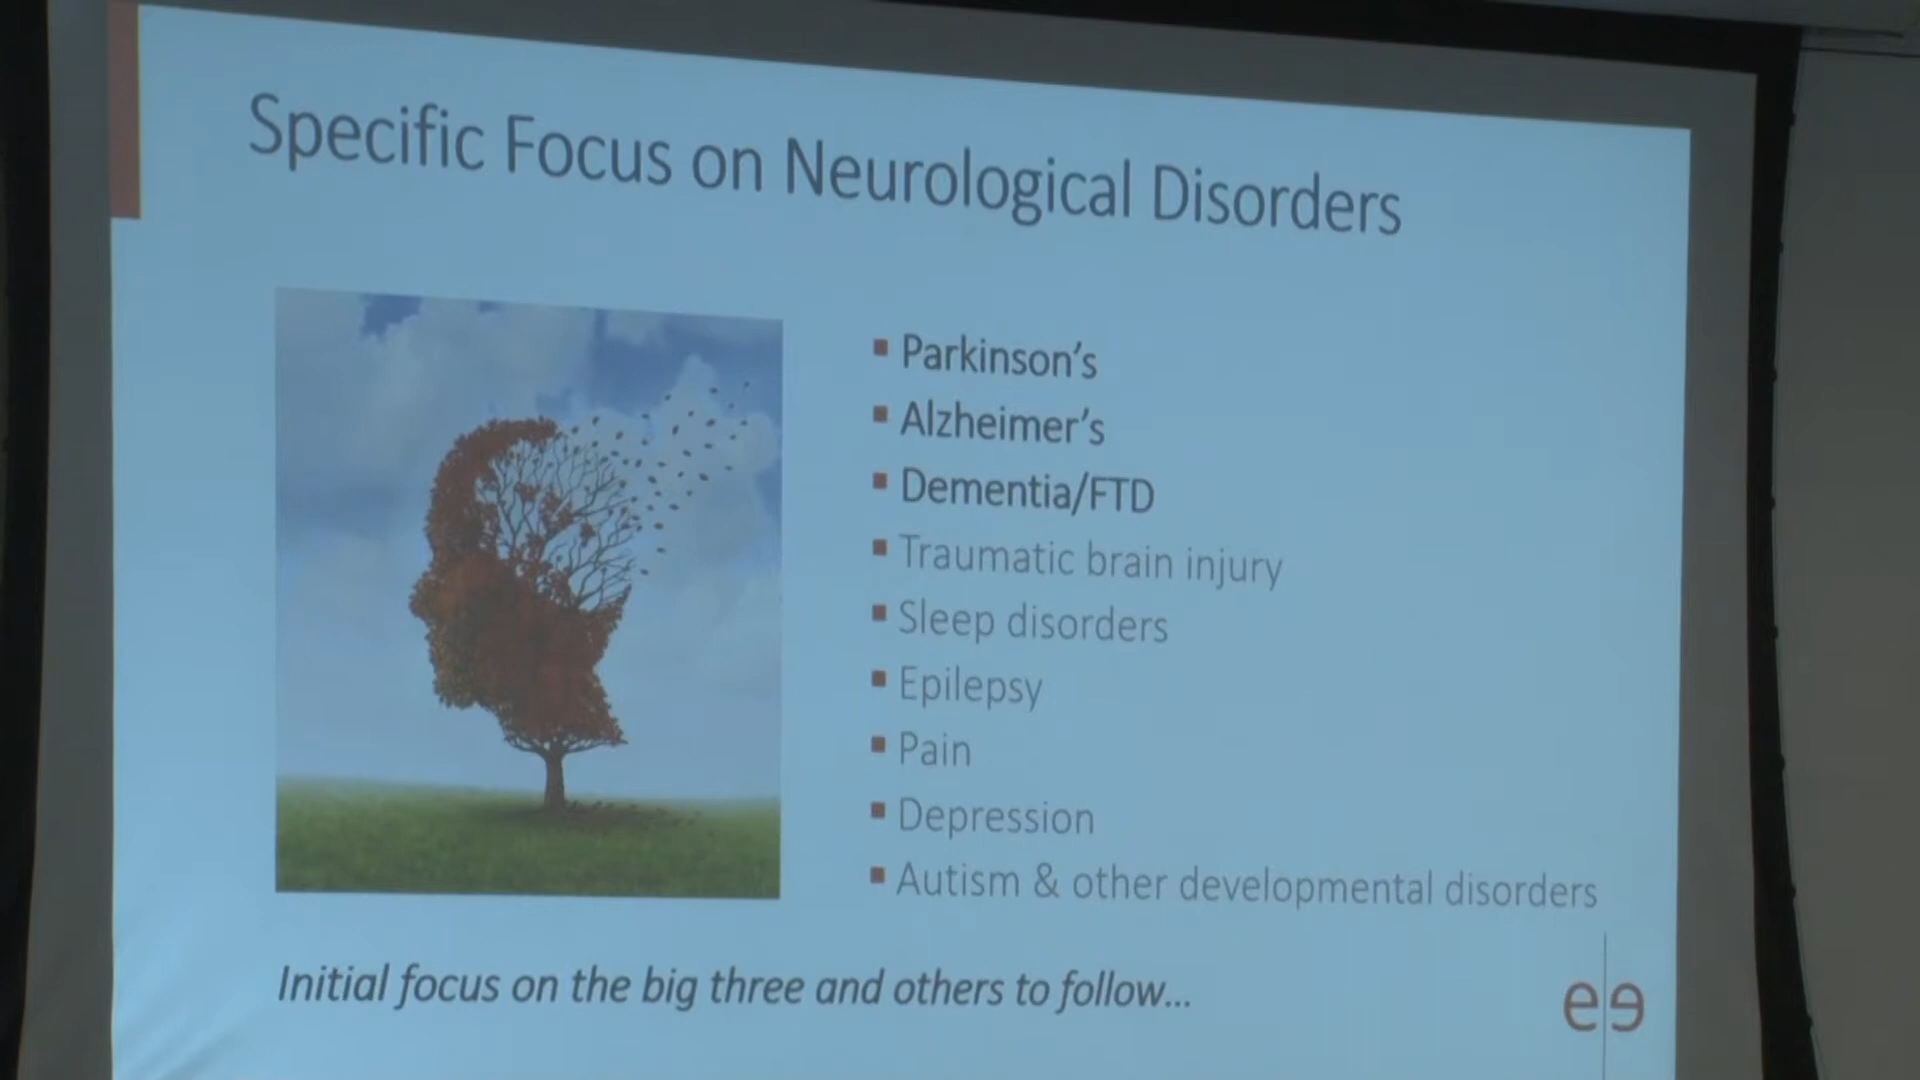 Specific Focus on Neurological Disorders
Parkinson's
Alzheimer's
Dementia/FTD
Traumatic brain injury
Sleep disorders
Epilepsy
Pain
Depression
Autism & other developmental disorders
Initial focus on the big three and others to follow...
e|ɘ